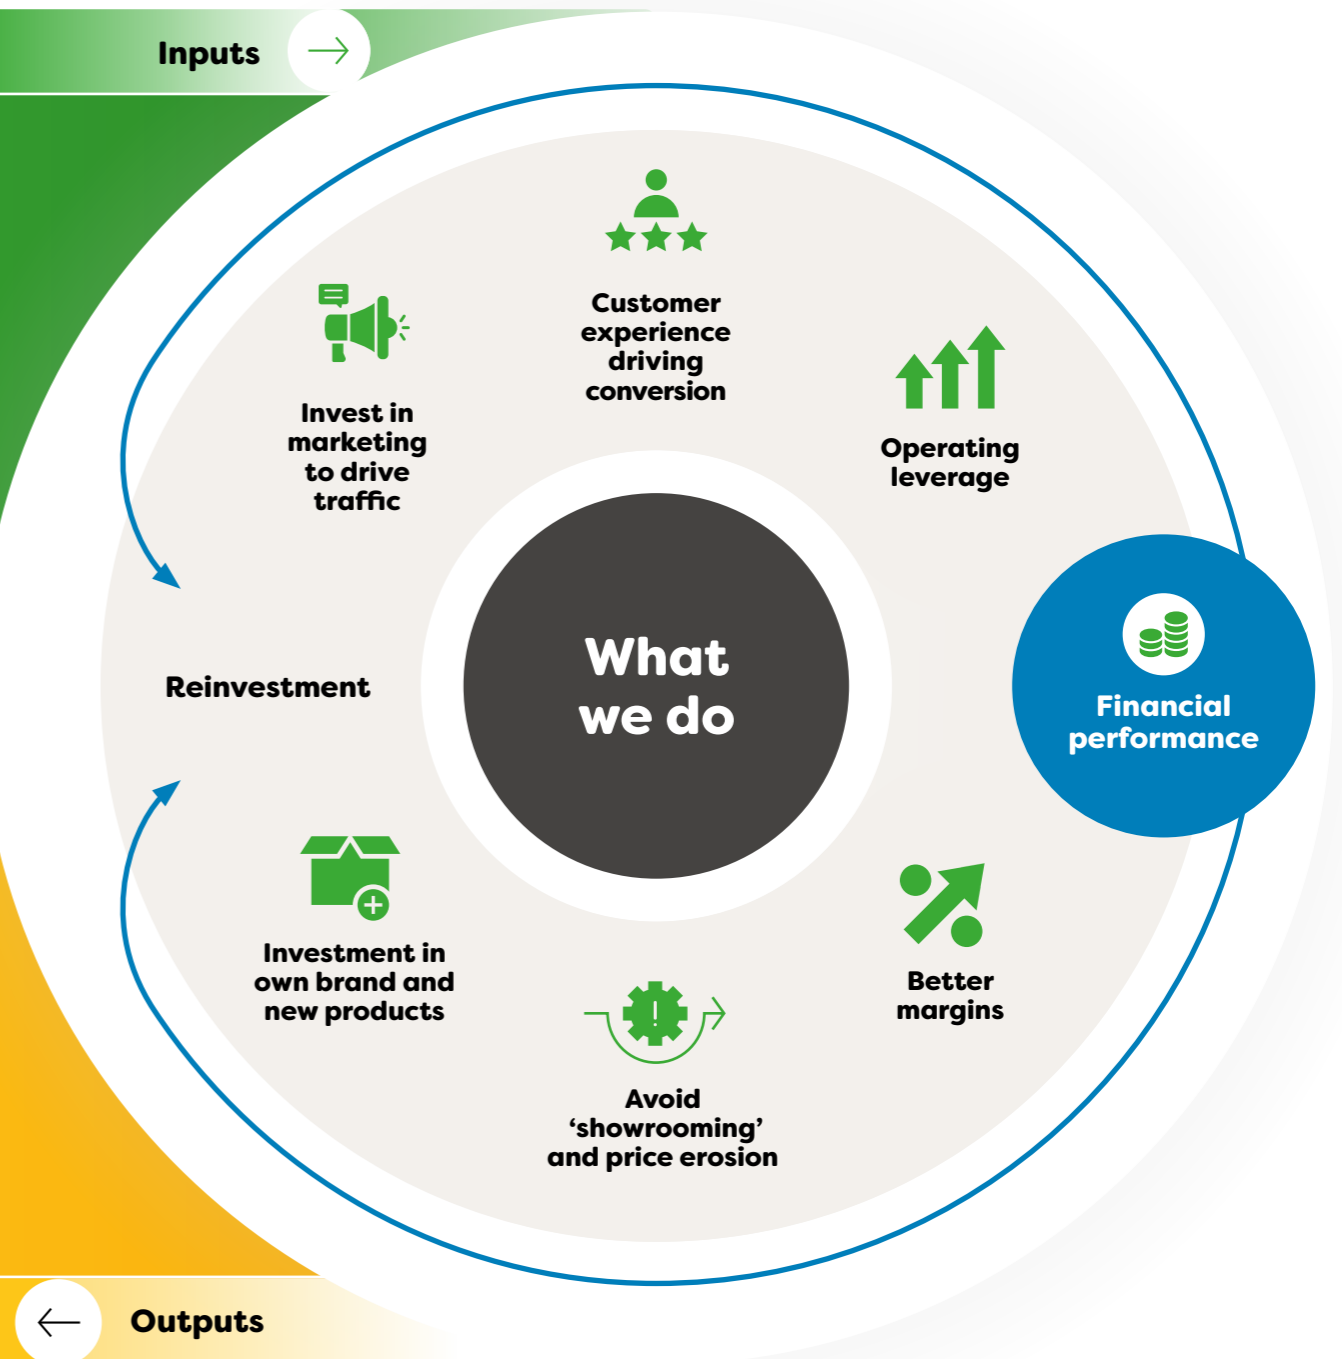 Inputs
Customer
experience
driving
conversion
Invest in
marketing
to drive
traffic
Operating
leverage
What
we do
Reinvestment
Financial
performance
Investment in
own brand and
new products
Better
margins
Avoid
‘showrooming’
and price erosion
Outputs